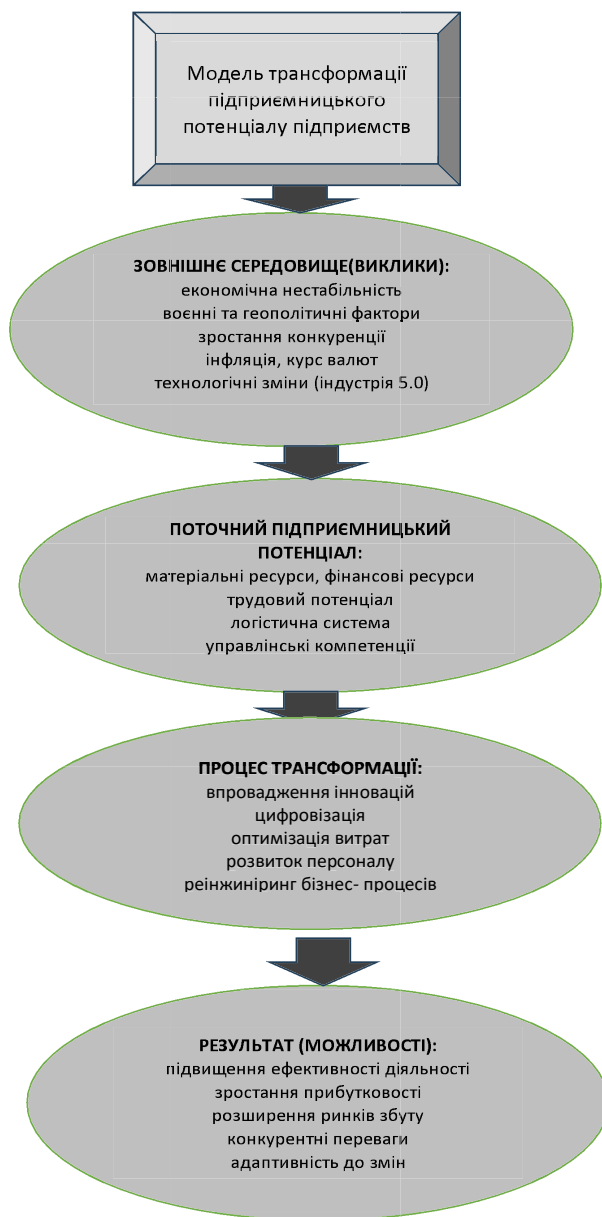 Модель трансформації
підприємницького
потенціалу підприємств
ЗОВНІШНЄ СЕРЕДОВИЩЕ(ВИКЛИКИ):
економічна нестабільність
воєнні та геополітичні фактори
зростання конкуренції
інфляція, курс валют
технологічні зміни (індустрія 5.0)
ПОТОЧНИЙ ПІДПРИЄМНИЦЬКИЙ
ПОТЕНЦІАЛ:
матеріальні ресурси, фінансові ресурси
трудовий потенціал
логістична система
управлінські компетенції
ПРОЦЕС ТРАНСФОРМАЦІЇ:
впровадження інновацій
цифровізація
оптимізація витрат
розвиток персоналу
реінжиніринг бізнес- процесів
РЕЗУЛЬТАТ (МОЖЛИВОСТІ):
підвищення ефективності діяльності
зростання прибутковості
розширення ринків збуту
конкурентні переваги
адаптивність до змін